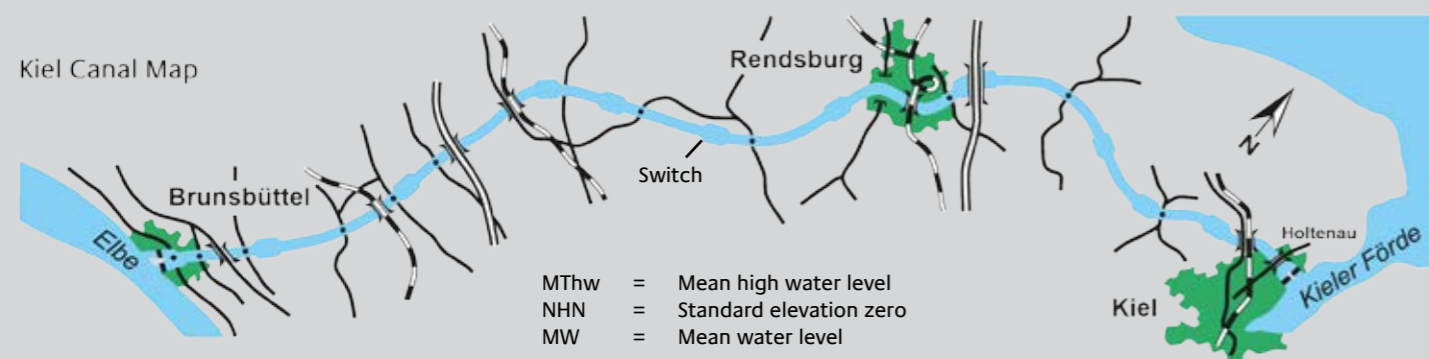 Kiel Canal Map
Rendsburg
Switch
Brunsbüttel
Elbe
N
Holtenau
Kiel
Kieler Förde
MThw = Mean high water level
NHN = Standard elevation zero
MW = Mean water level